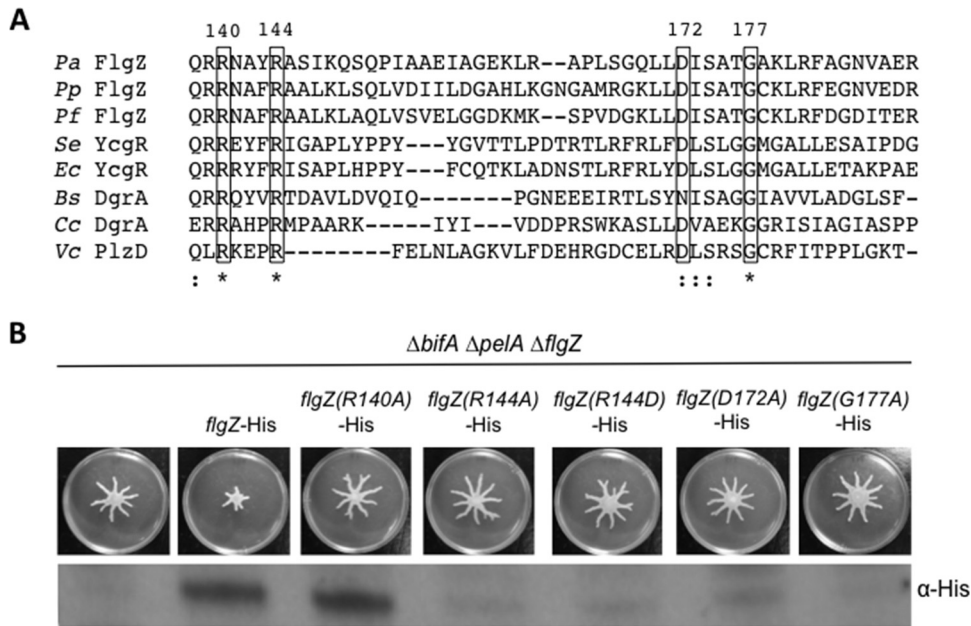 A
140 144 172 177
Pa FlgZ QRRNAYRASIKQSQPIAAEIAGEKLR--APLSGQLLDISATGAKLRFAGNVAER
Pp FlgZ QRRNAFRAALKLSQLVDIILDGAHLKGNGAMRGKLLDISATGCKLRFEGNVEDR
Pf FlgZ QRRNAFRAALKLAQLVSVELGGDKMK--SPVDGKLLDISATGCKLRFDGDITER
Se YcgR QRREYFRIGAPLYPPY---YGVTTLPDTRTLRFRLFDLSLGGMGALLESAIPDG
Ec YcgR QRRRYFRISAPLHPPY---FCQTKLADNSTLRFRLYDLSLGGMGALLETAKPAE
Bs DgrA QRRQYVRTDAVLDVQIQ-------PGNEEEIRTLSYNISAGGIAVVLADGLSF-
Cc DgrA ERRAHPRMPAARK------IYI---VDDPRSWKASLLDVAEKGGRISIAGIASPP
Vc PlzD QLRKEPR---------FELNLAGKVLFDEHRGDCELRDLSRSGCRFITPPLGKT-
: * * ::: *
B
ΔbifA ΔpelA ΔflgZ
flgZ-His flgZ(R140A) flgZ(R144A) flgZ(R144D) flgZ(D172A) flgZ(G177A)
-His -His -His -His -His
α-His